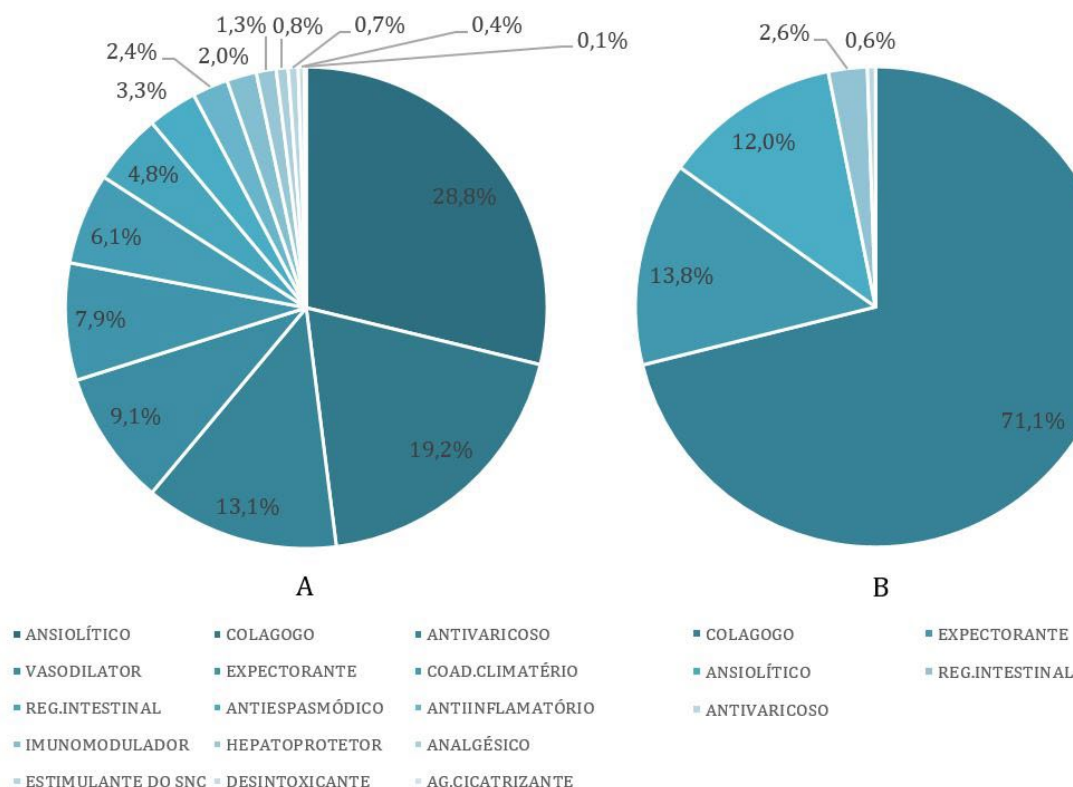 1,3% 0,8% 0,7% 0,4% 0,1%
2,4% 2,0%
3,3%
4,8%
6,1%
7,9%
9,1%
13,1%
19,2%
28,8%
A
■ ANSIOLÍTICO ■ COLAGOGO ■ ANTIVARICOSO
■ VASODILATOR ■ EXPECTORANTE ■ COAD.CLIMATÉRIO
■ REG.INTESTINAL ■ ANTIESPASMÓDICO ■ ANTIINFLAMATÓRIO
■ IMUNOMODULADOR ■ HEPATOPROTETOR ■ ANALGÉSICO
■ ESTIMULANTE DO SNC ■ DESINTOXICANTE ■ AG.CICATRIZANTE
2,6% 0,6%
12,0%
13,8%
71,1%
B
■ COLAGOGO ■ EXPECTORANTE
■ ANSIOLÍTICO ■ REG.INTESTINAL
■ ANTIVARICOSO